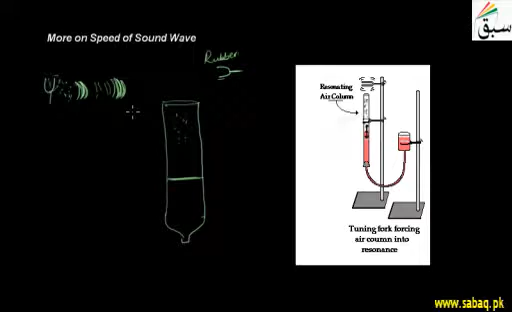 More on Speed of Sound Wave
سبق
Rubber
Resonating
Air Column
Tuning fork forcing
air coumn into
resonance
www.sabaq.pk